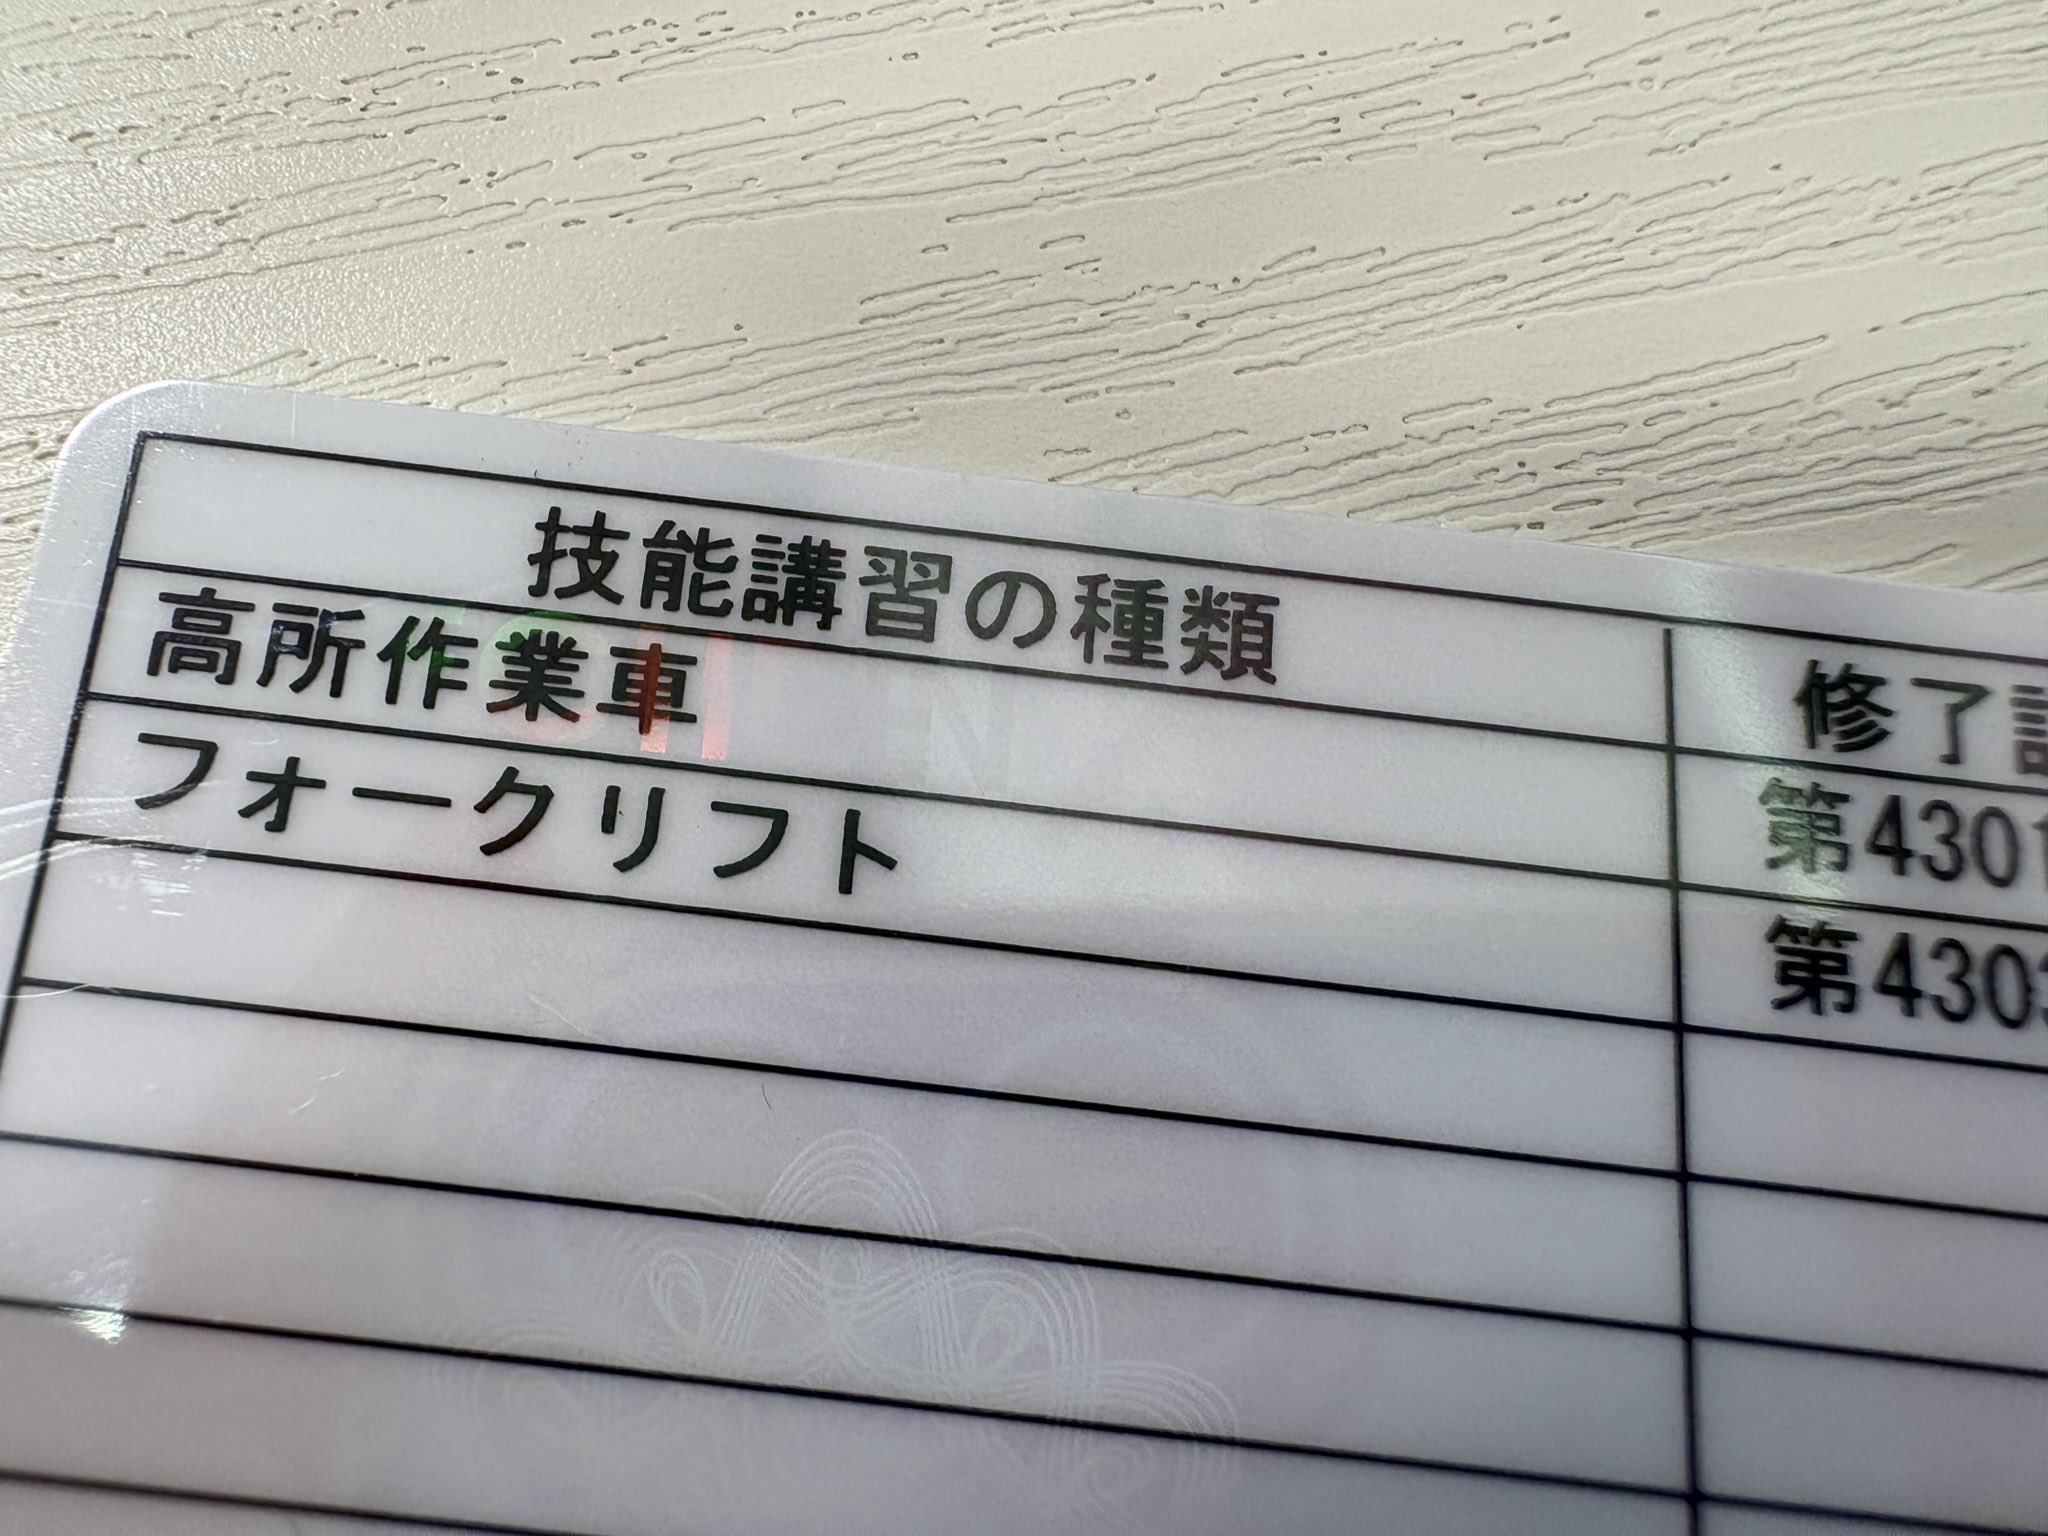 技能講習の種類
修了
高所作業車
第4301
フォークリフト
第430